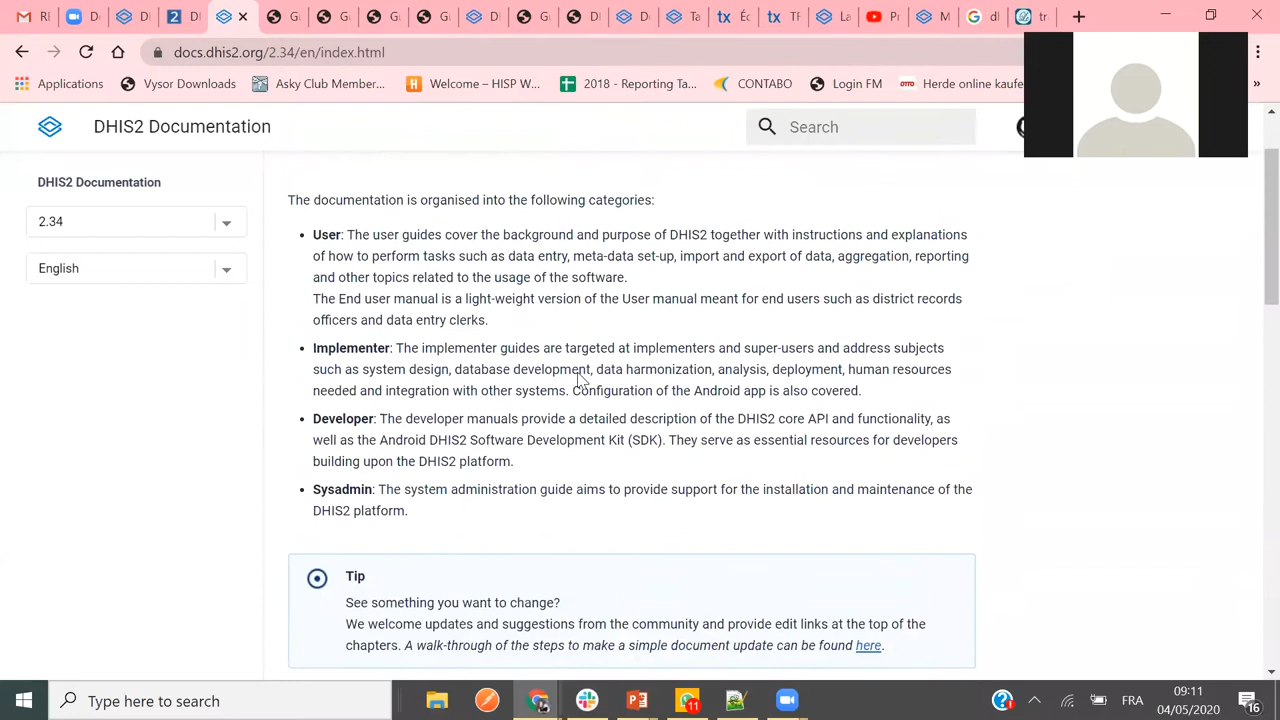 docs.dhis2.org/2.34/en/index.html
Applications
Vysor Downloads
Asky Club Member...
Welcome – HISP W...
2018 - Reporting Ta...
CONTABO
Login FM
Herde online kaufe
»
DHIS2 Documentation
Search
DHIS2 Documentation
2.34
English
The documentation is organised into the following categories:
• User: The user guides cover the background and purpose of DHIS2 together with instructions and explanations
of how to perform tasks such as data entry, meta-data set-up, import and export of data, aggregation, reporting
and other topics related to the usage of the software.
The End user manual is a light-weight version of the User manual meant for end users such as district records
officers and data entry clerks.
• Implementer: The implementer guides are targeted at implementers and super-users and address subjects
such as system design, database development, data harmonization, analysis, deployment, human resources
needed and integration with other systems. Configuration of the Android app is also covered.
• Developer: The developer manuals provide a detailed description of the DHIS2 core API and functionality, as
well as the Android DHIS2 Software Development Kit (SDK). They serve as essential resources for developers
building upon the DHIS2 platform.
• Sysadmin: The system administration guide aims to provide support for the installation and maintenance of the
DHIS2 platform.
Tip
See something you want to change?
We welcome updates and suggestions from the community and provide edit links at the top of the
chapters. A walk-through of the steps to make a simple document update can be found here.
Type here to search
11
FRA
09:11
04/05/2020
16